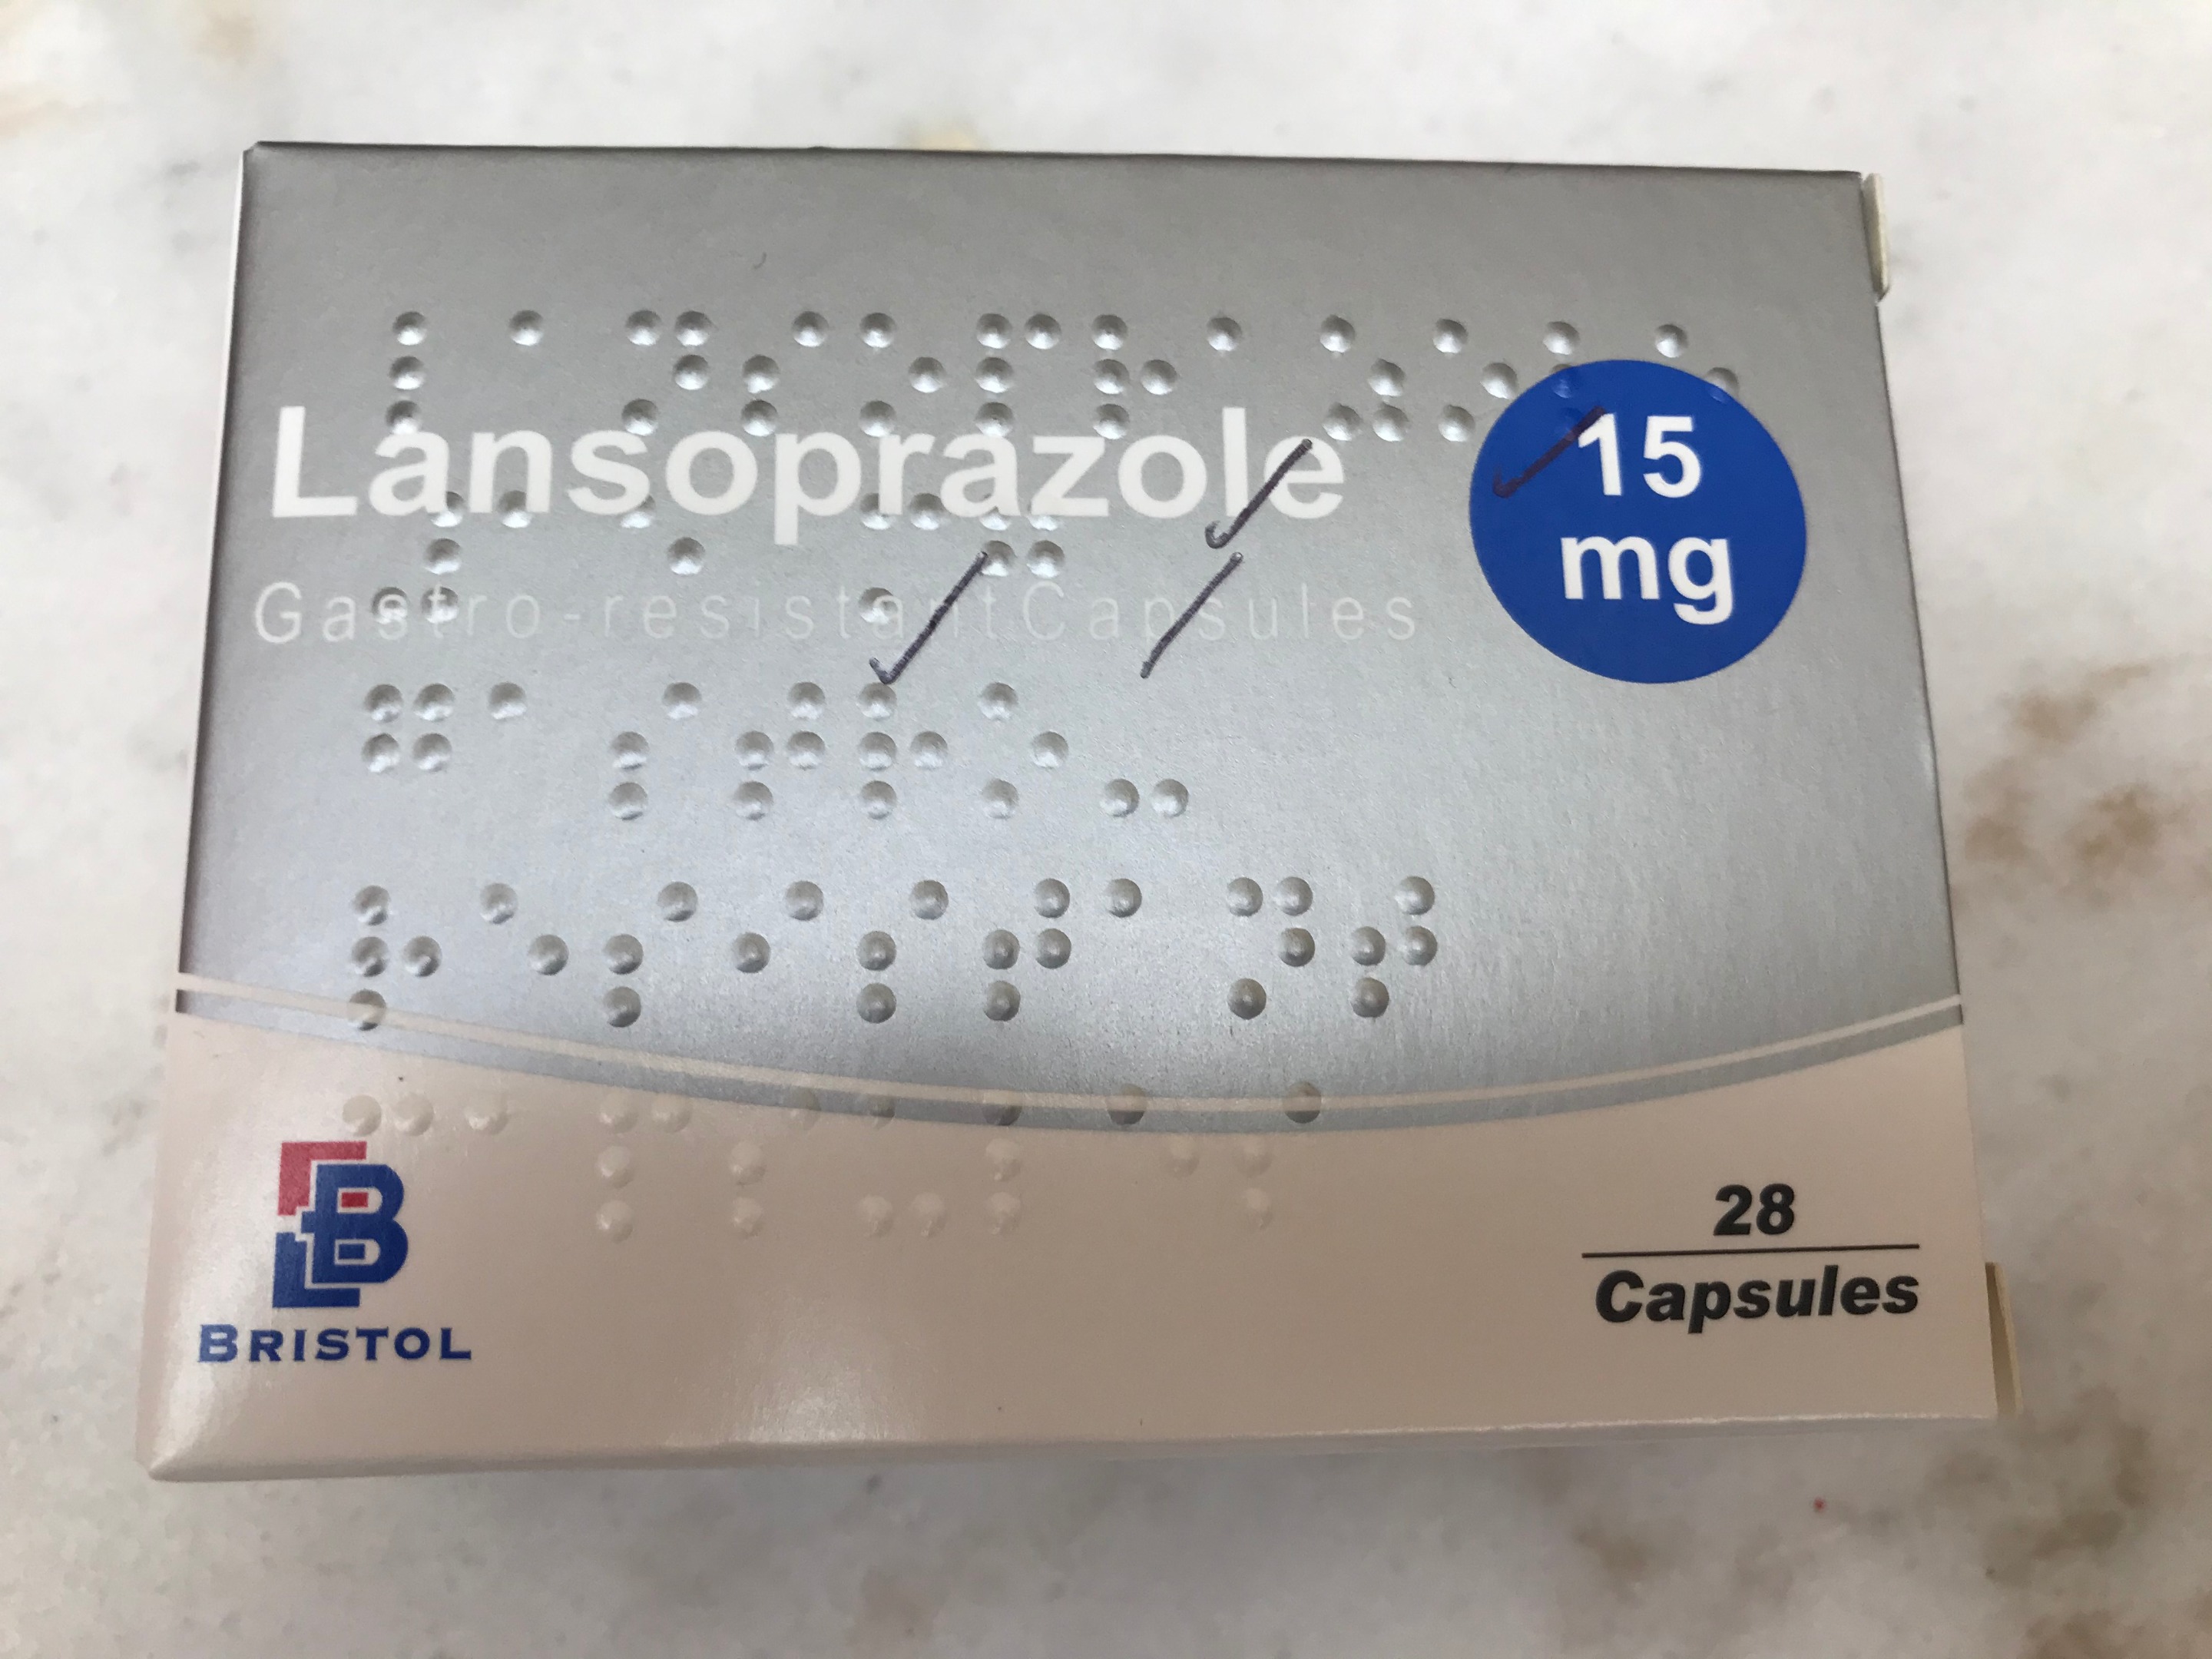 Lansoprazole
Gastro-resistant Capsules
15
mg
BRISTOL
28
Capsules